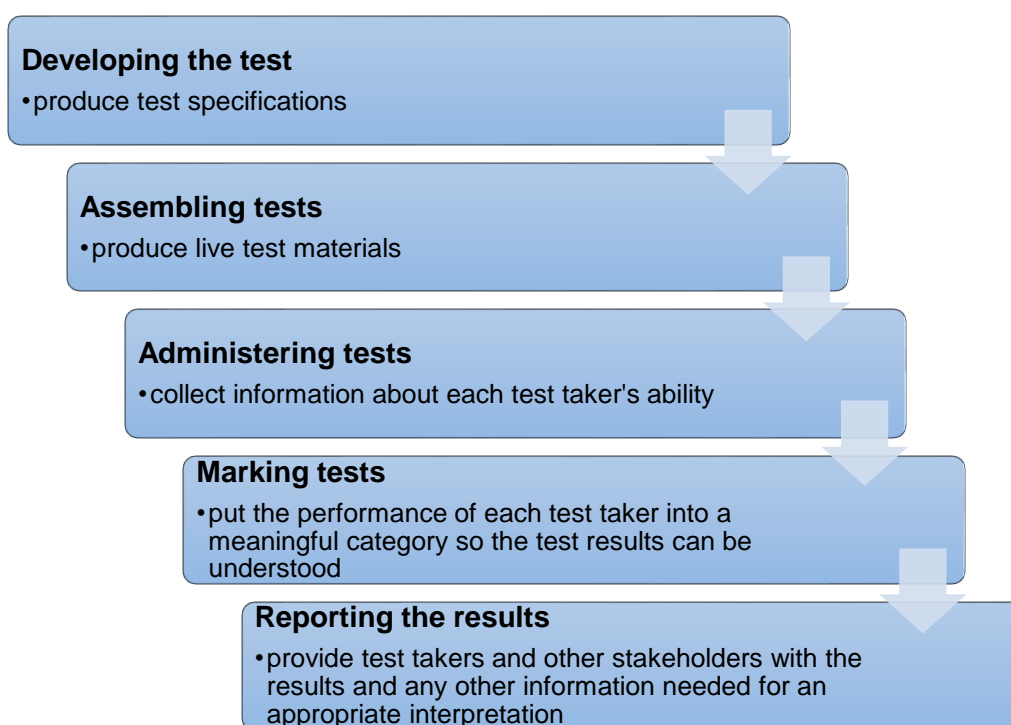 Developing the test
•produce test specifications
Assembling tests
•produce live test materials
Administering tests
•collect information about each test taker's ability
Marking tests
•put the performance of each test taker into a
meaningful category so the test results can be
understood
Reporting the results
•provide test takers and other stakeholders with the
results and any other information needed for an
appropriate interpretation